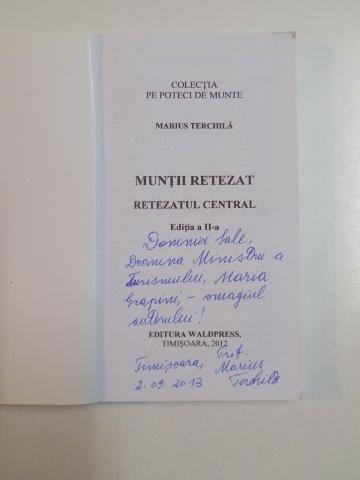 COLECȚIA
PE POTECI DE MUNTE
MARIUS TERCHILĂ
MUNȚII RETEZAT
RETEZATUL CENTRAL
Ediția a II-a
Domniei Sale,
Doamna Ministru a
Turismului, Maria
Grapini, - omagiul
autorului!
EDITURA WALDPRESS,
TIMIȘOARA, 2012
Timișoara,
2.09.2013
Prof.
Marius
Terchilă